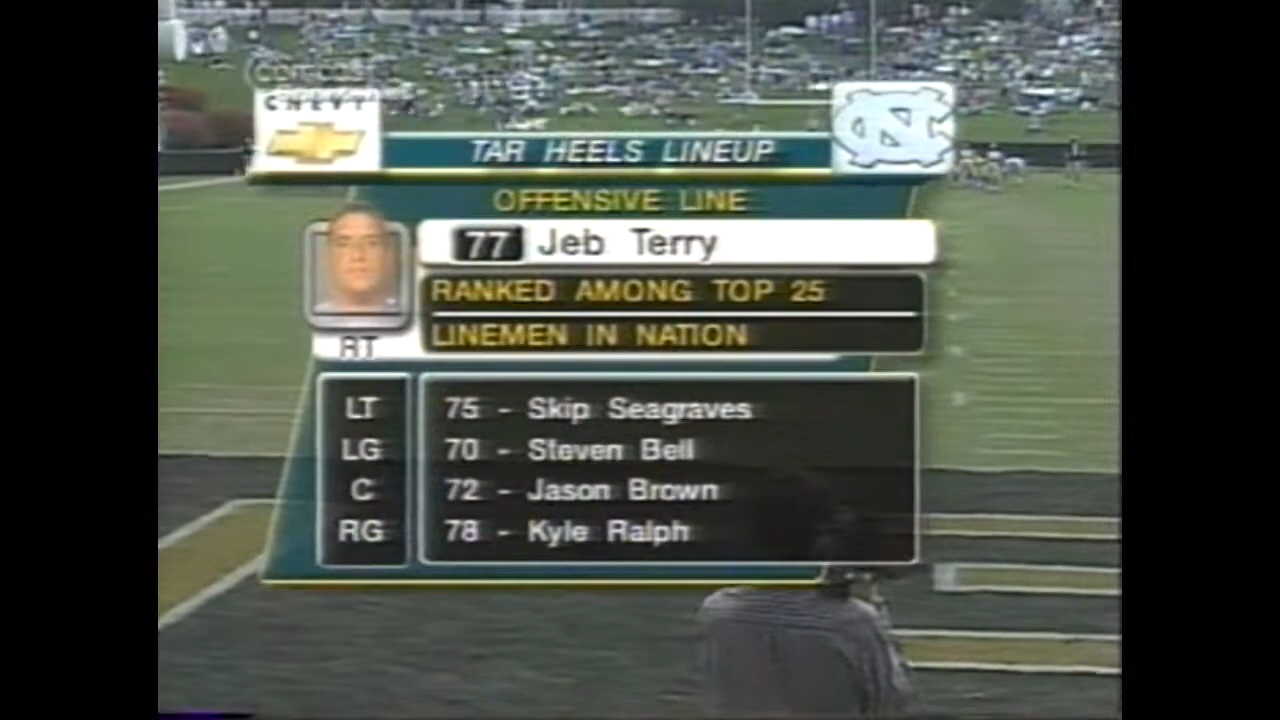 CHEVY
TAR HEELS LINEUP
NC
OFFENSIVE LINE
77 Jeb Terry
RANKED AMONG TOP 25
LINEMEN IN NATION
RT
LT 75 - Skip Seagraves
LG 70 - Steven Bell
C 72 - Jason Brown
RG 78 - Kyle Ralph